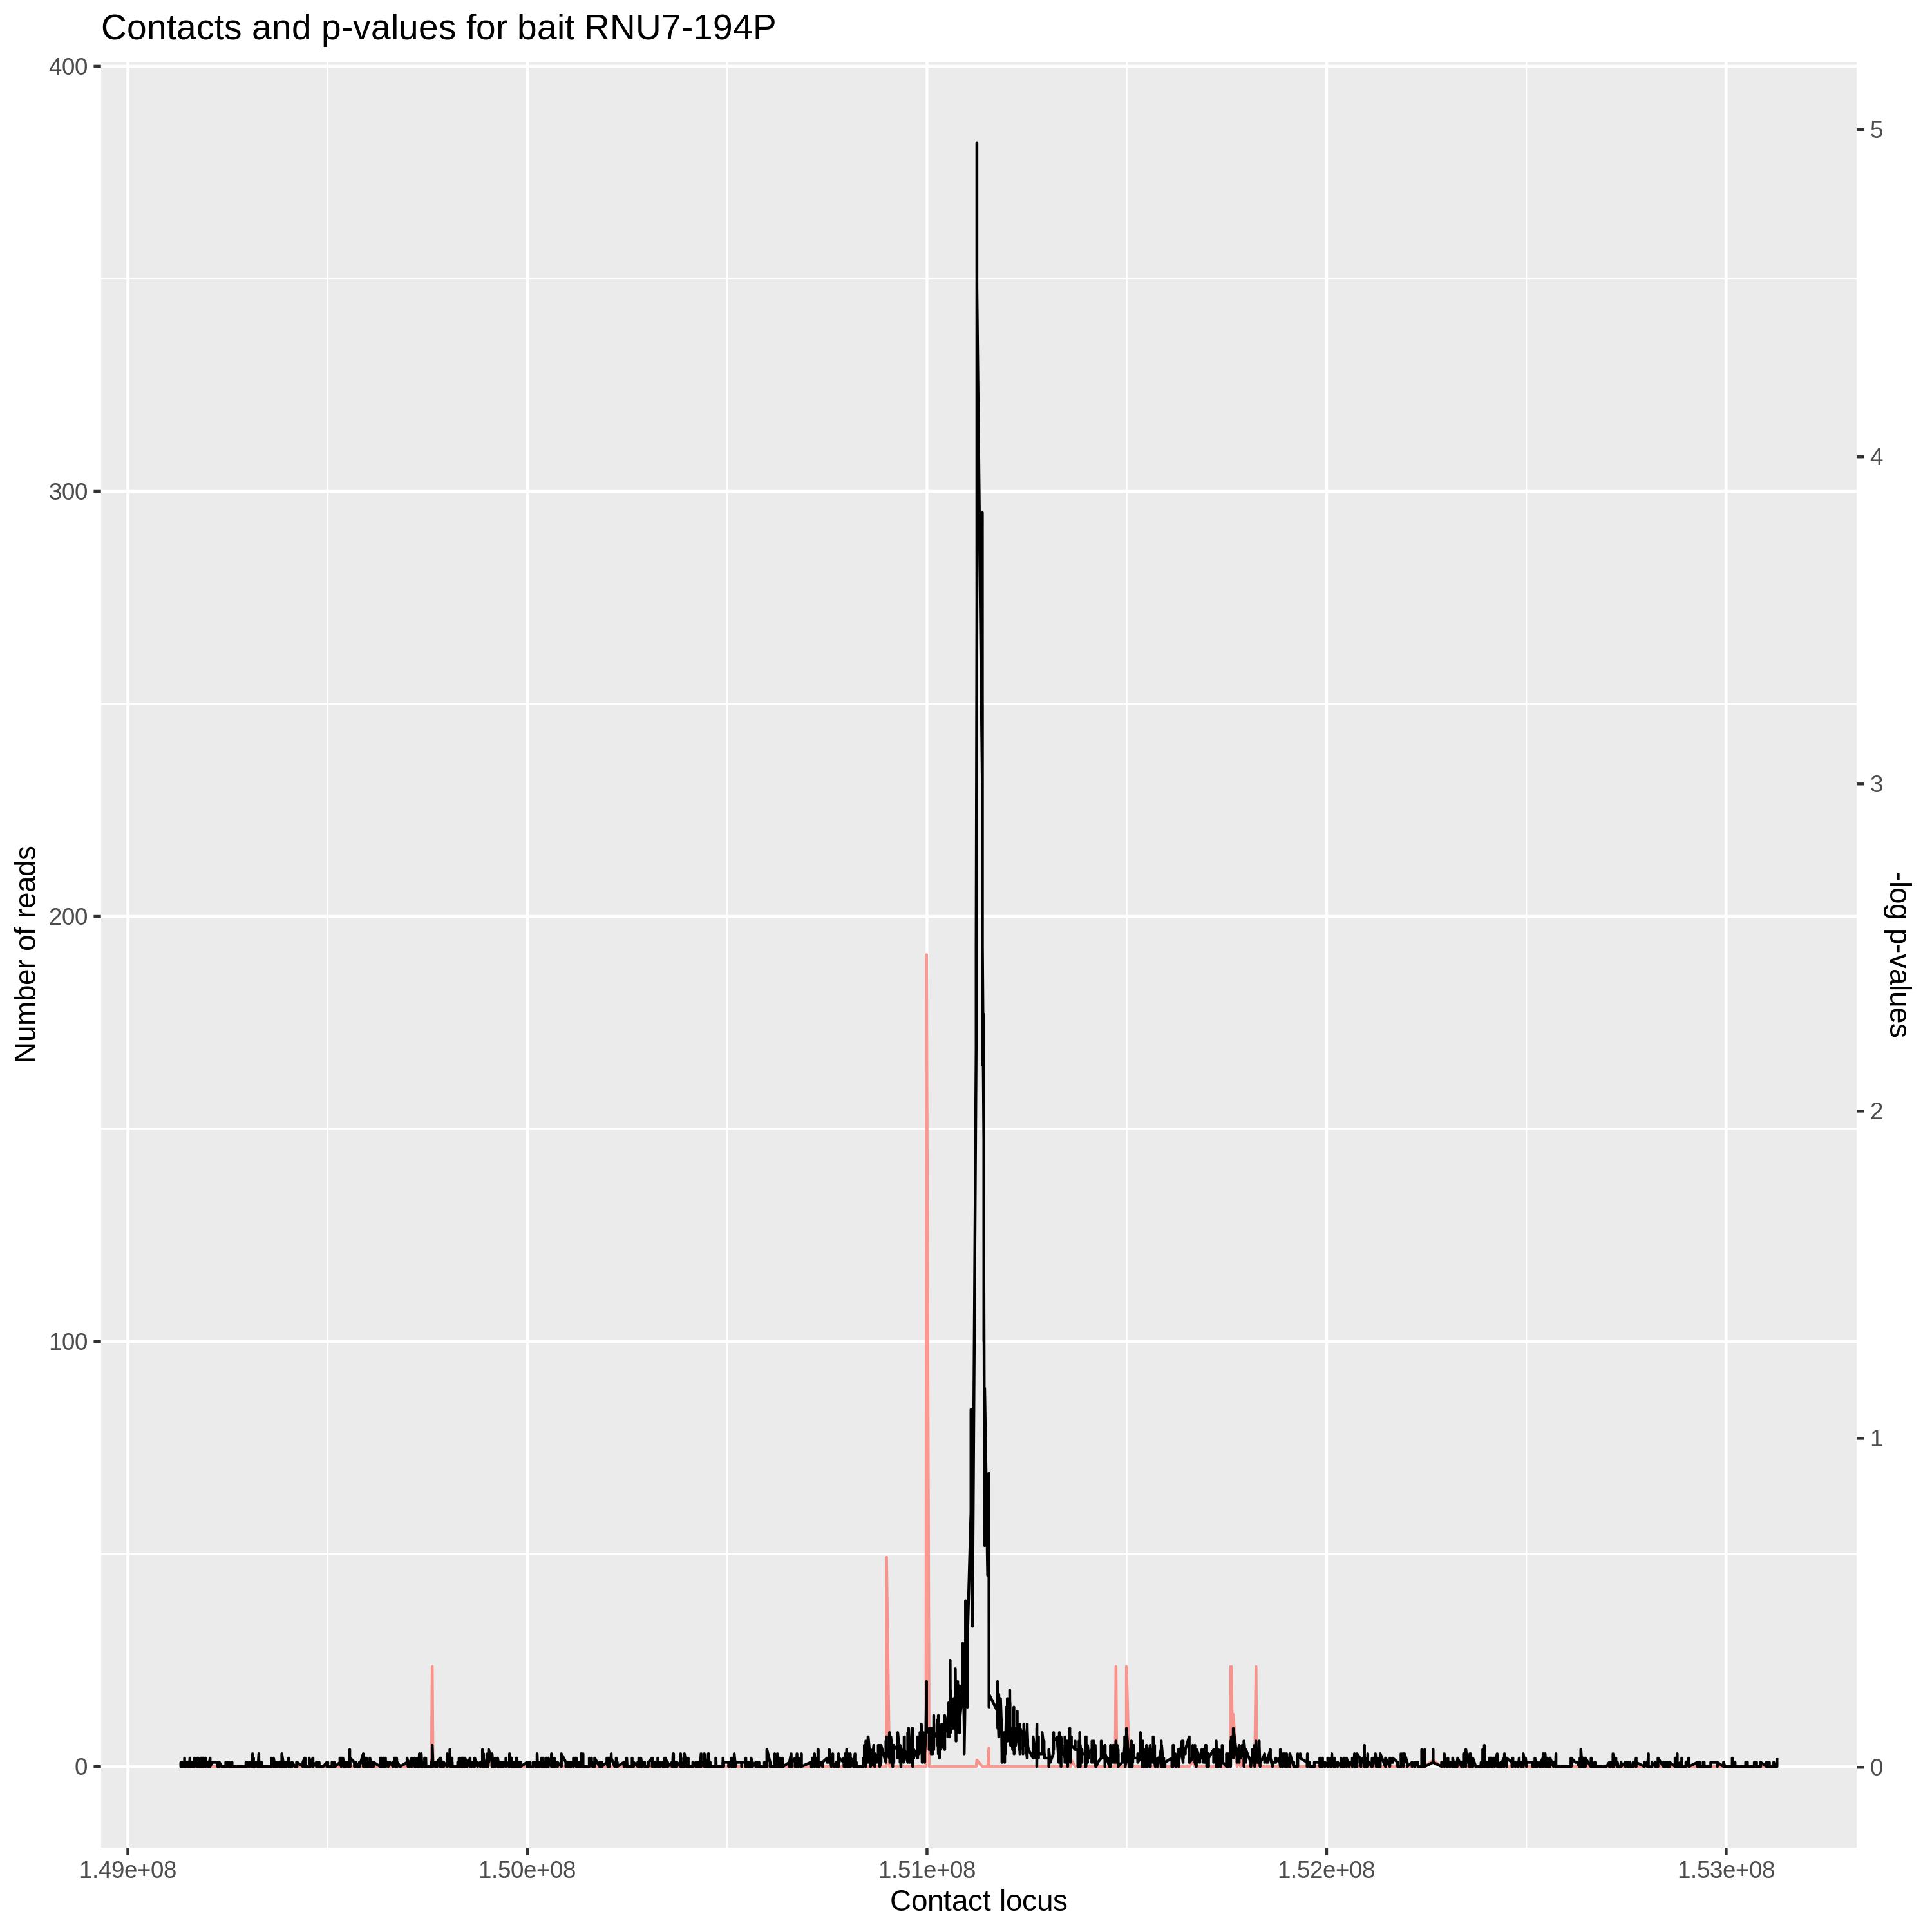 Contacts and p-values for bait RNU7-194P
400
300
200
100
0
Number of reads
5
4
3
2
1
0
-log p-values
1.49e+08
1.50e+08
1.51e+08
1.52e+08
1.53e+08
Contact locus